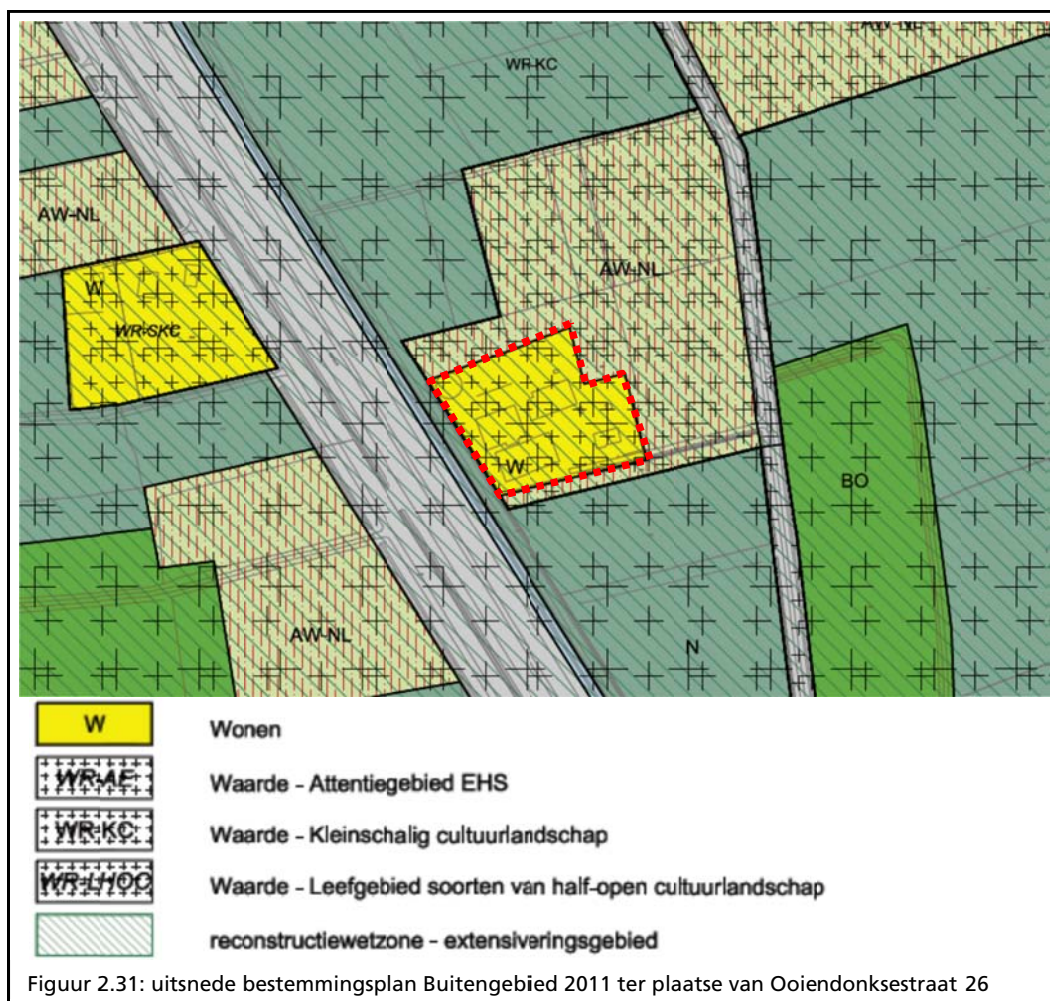 AW-NL
WR-KC
AW-NL
AW-NL
W
WR-SKC
W
BO
AW-NL
N
W Wonen
WR-AE Waarde - Attentiegebied EHS
WR-KC Waarde - Kleinschalig cultuurlandschap
WR-LHOC Waarde - Leefgebied soorten van half-open cultuurlandschap
reconstructiewetzone - extensiveringsgebied
Figuur 2.31: uitsnede bestemmingsplan Buitengebied 2011 ter plaatse van Ooiendonksestraat 26